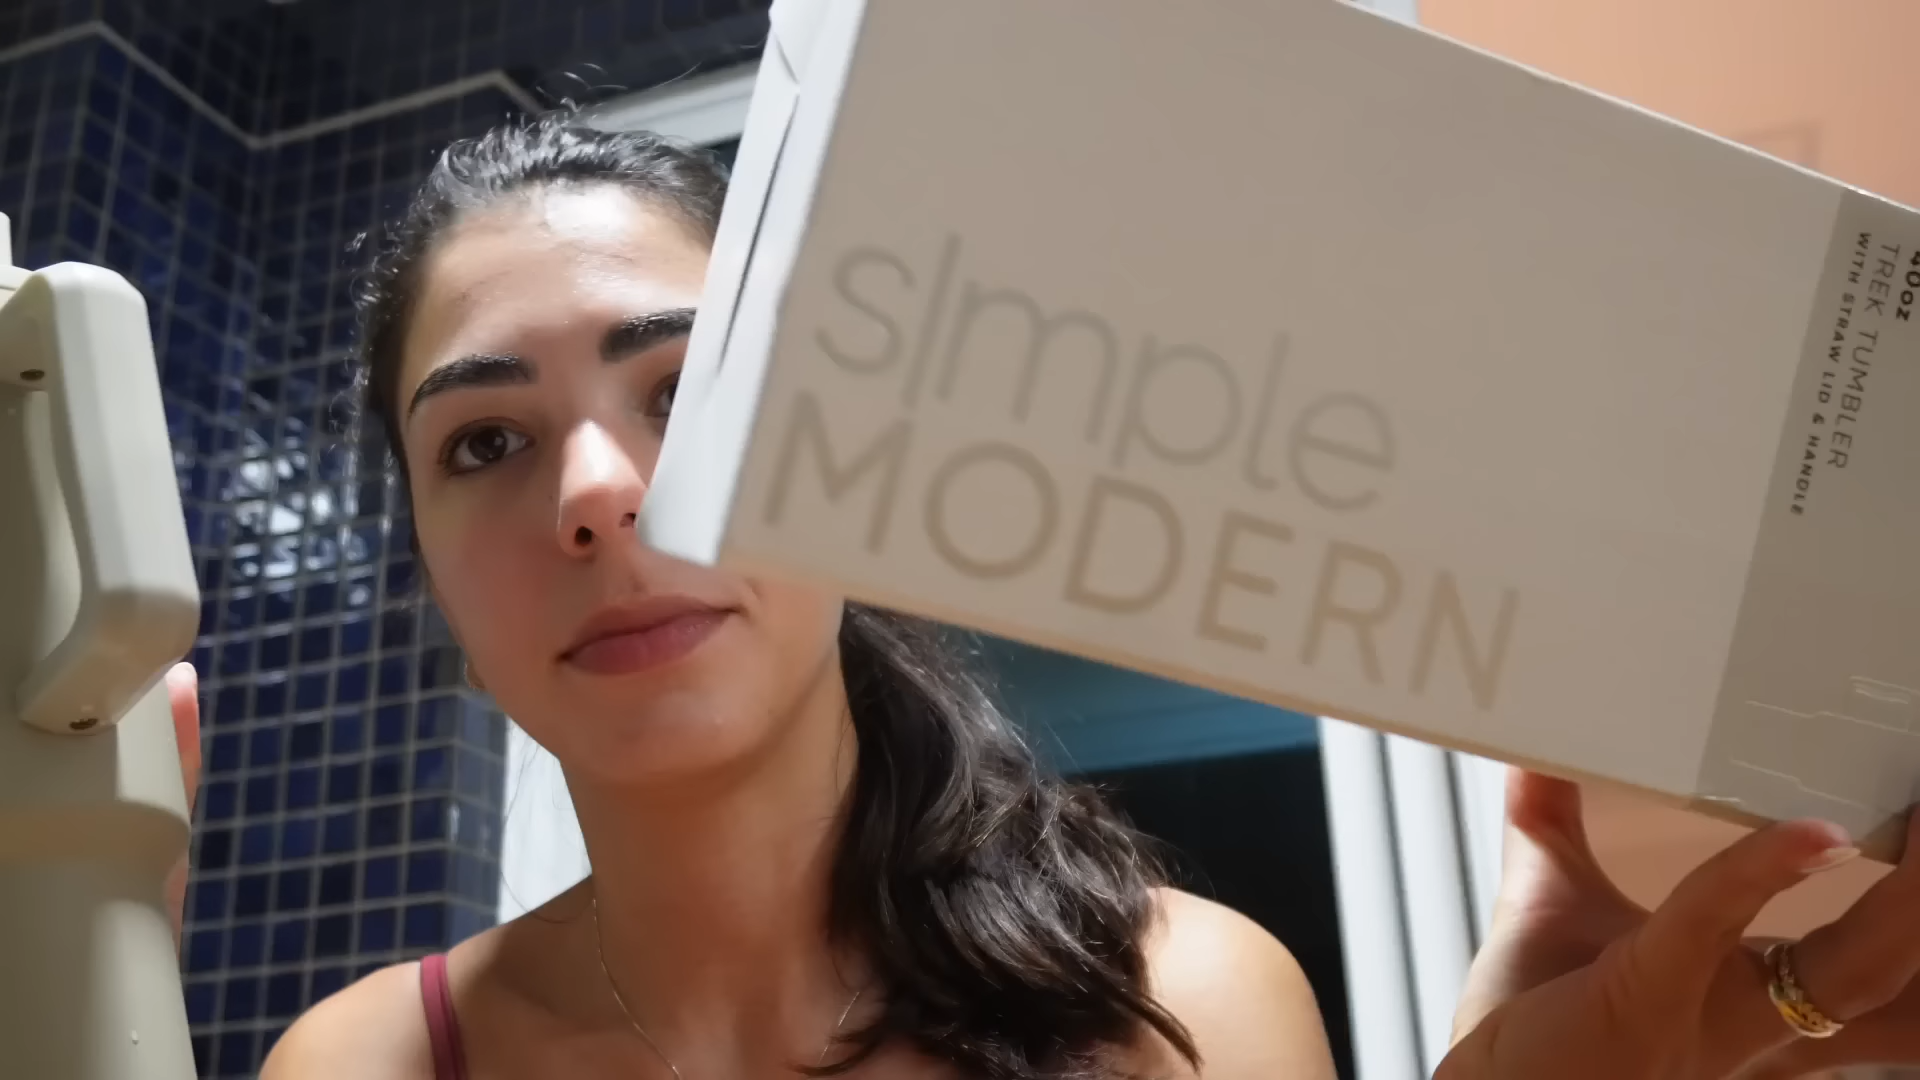 simple
MODERN
40oz
TREK TUMBLER
WITH STRAW LID & HANDLE